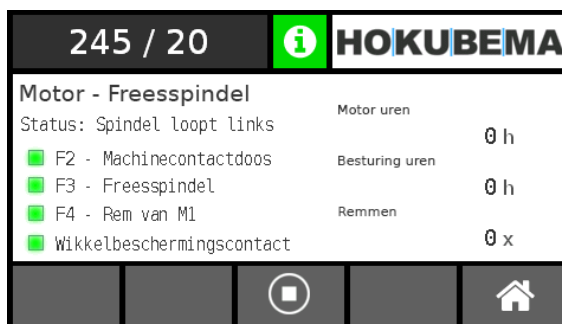 245 / 20
i
HOKUBEMA
Motor - Freesspindel
Status: Spindel loopt links
F2 - Machinecontactdoos
F3 - Freesspindel
F4 - Rem van M1
Wikkelbeschermingscontact
Motor uren
0 h
Besturing uren
0 h
Remmen
0 x